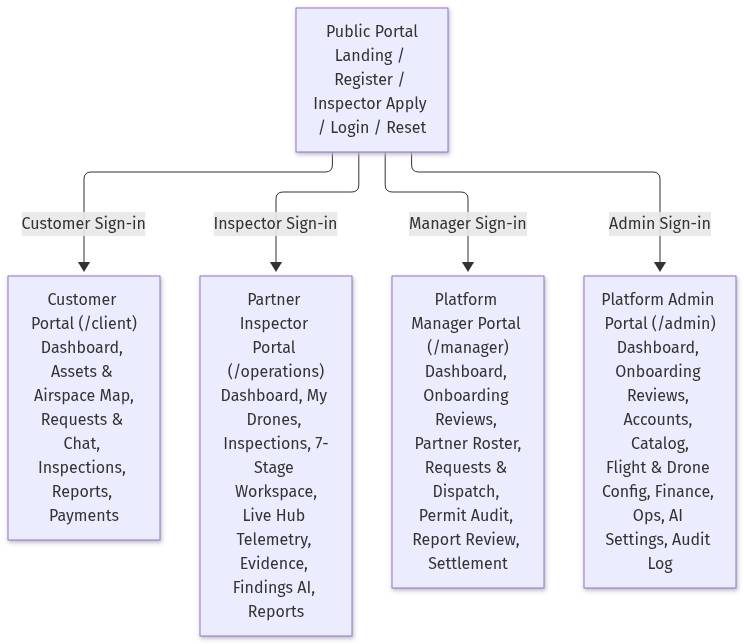 Public Portal
Landing /
Register /
Inspector Apply
/ Login / Reset
Customer Sign-in
Inspector Sign-in
Manager Sign-in
Admin Sign-in
Customer
Portal (/client)
Dashboard,
Assets &
Airspace Map,
Requests &
Chat,
Inspections,
Reports,
Payments
Partner
Inspector
Portal
(/operations)
Dashboard, My
Drones,
Inspections, 7-
Stage
Workspace,
Live Hub
Telemetry,
Evidence,
Findings AI,
Reports
Platform
Manager Portal
(/manager)
Dashboard,
Onboarding
Reviews,
Partner Roster,
Requests &
Dispatch,
Permit Audit,
Report Review,
Settlement
Platform Admin
Portal (/admin)
Dashboard,
Onboarding
Reviews,
Accounts,
Catalog,
Flight & Drone
Config, Finance,
Ops, AI
Settings, Audit
Log